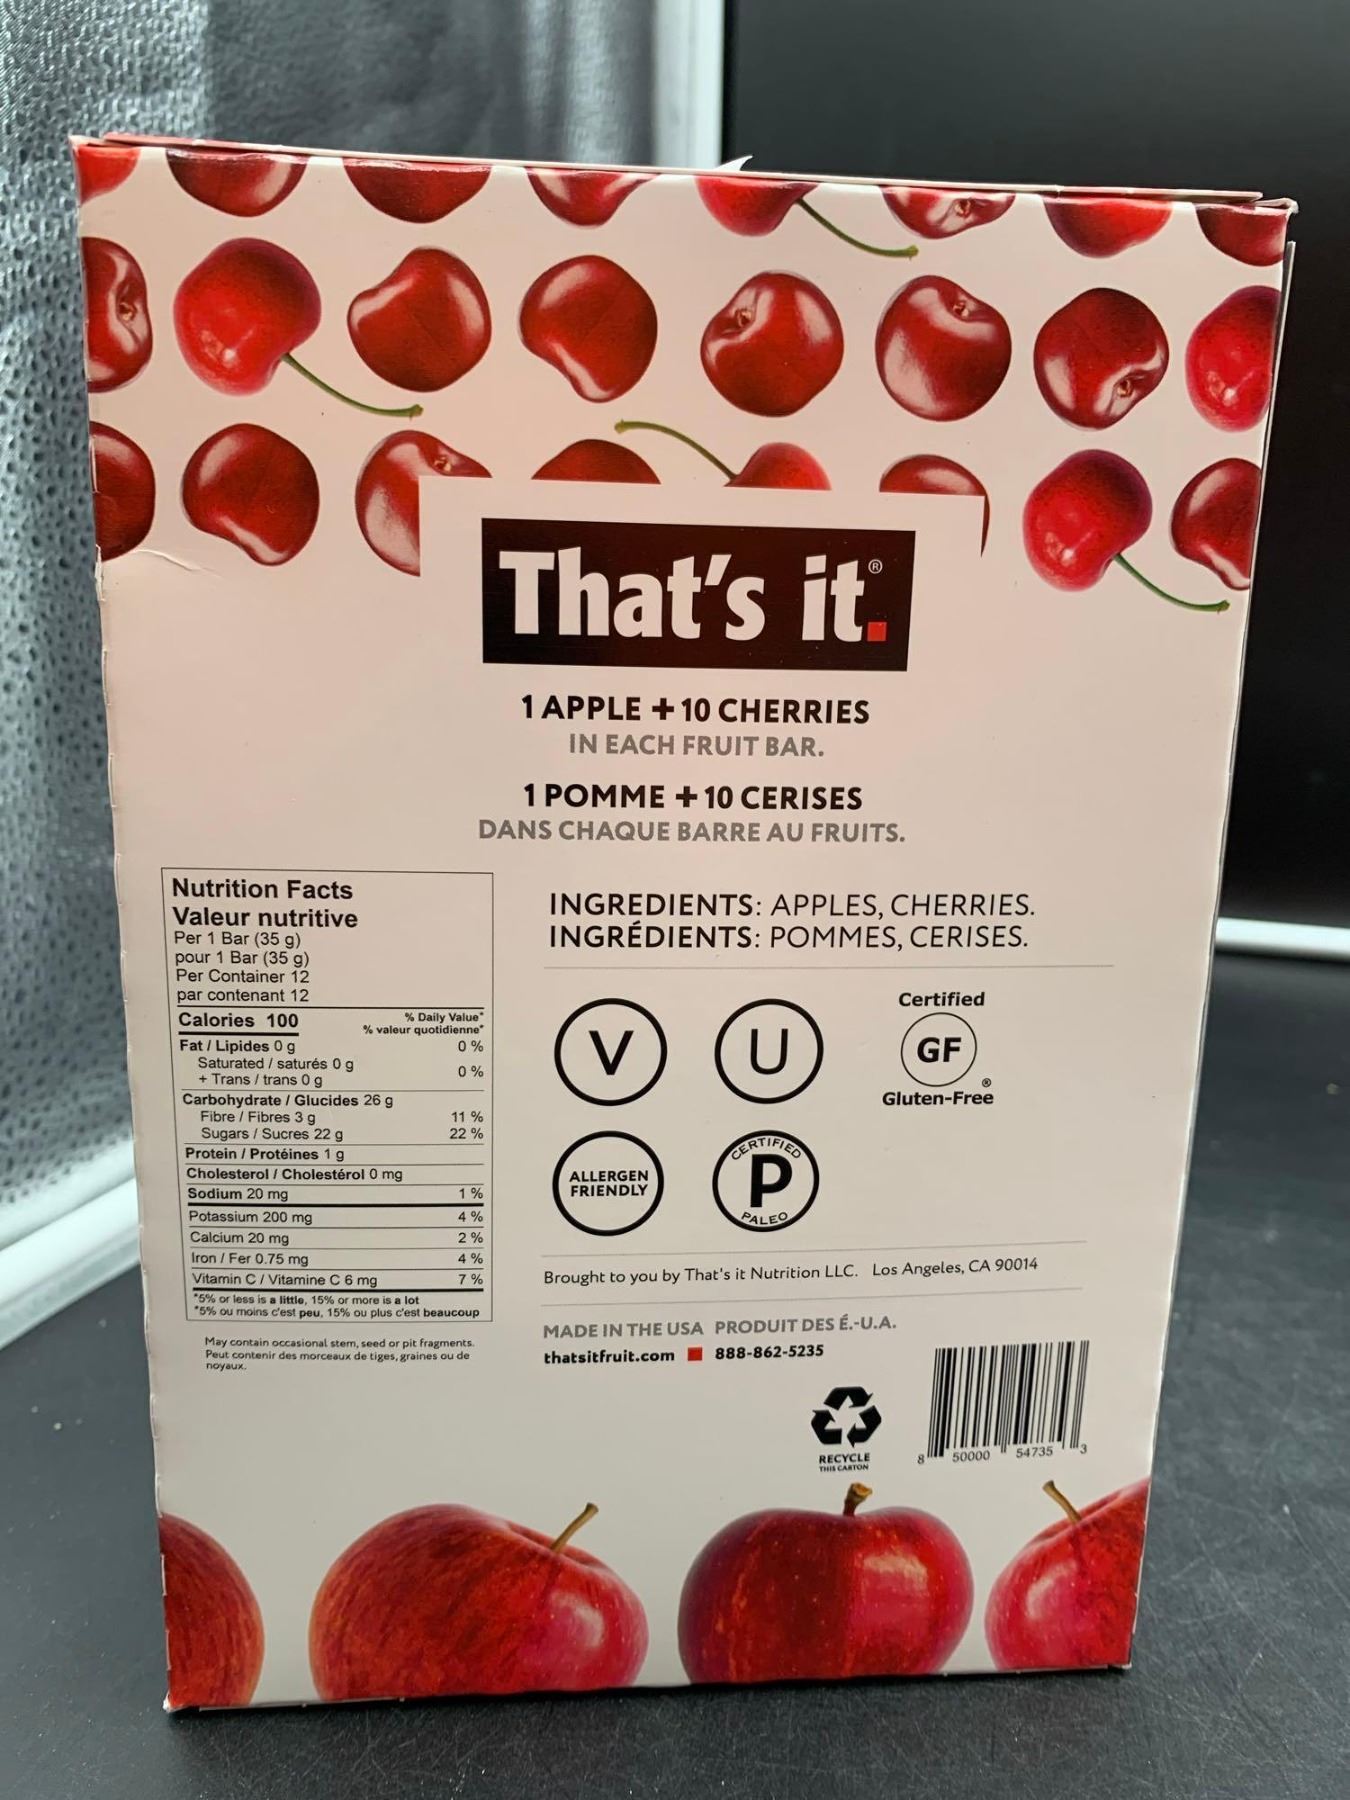 That's it.®
1 APPLE + 10 CHERRIES
IN EACH FRUIT BAR.
1 POMME + 10 CERISES
DANS CHAQUE BARRE AU FRUITS.
Nutrition Facts
Valeur nutritive
Per 1 Bar (35 g)
pour 1 Bar (35 g)
Per Container 12
par contenant 12
Calories 100
% Daily Value*
% valeur quotidienne*
Fat / Lipides 0 g 0 %
Saturated / saturés 0 g
+ Trans / trans 0 g 0 %
Carbohydrate / Glucides 26 g
Fibre / Fibres 3 g 11 %
Sugars / Sucres 22 g 22 %
Protein / Protéines 1 g
Cholesterol / Cholestérol 0 mg
Sodium 20 mg 1 %
Potassium 200 mg 4 %
Calcium 20 mg 2 %
Iron / Fer 0.75 mg 4 %
Vitamin C / Vitamine C 6 mg 7 %
*5% or less is a little, 15% or more is a lot
*5% ou moins c'est peu, 15% ou plus c'est beaucoup
May contain occasional stem, seed or pit fragments.
Peut contenir des morceaux de tiges, graines ou de
noyaux.
INGREDIENTS: APPLES, CHERRIES.
INGRÉDIENTS: POMMES, CERISES.
V
U
Certified
GF
®
Gluten-Free
ALLERGEN
FRIENDLY
CERTIFIED
P
PALEO
Brought to you by That's it Nutrition LLC. Los Angeles, CA 90014
MADE IN THE USA PRODUIT DES É.-U.A.
thatsitfruit.com 888-862-5235
RECYCLE
THIS CARTON
8 50000 54735 3